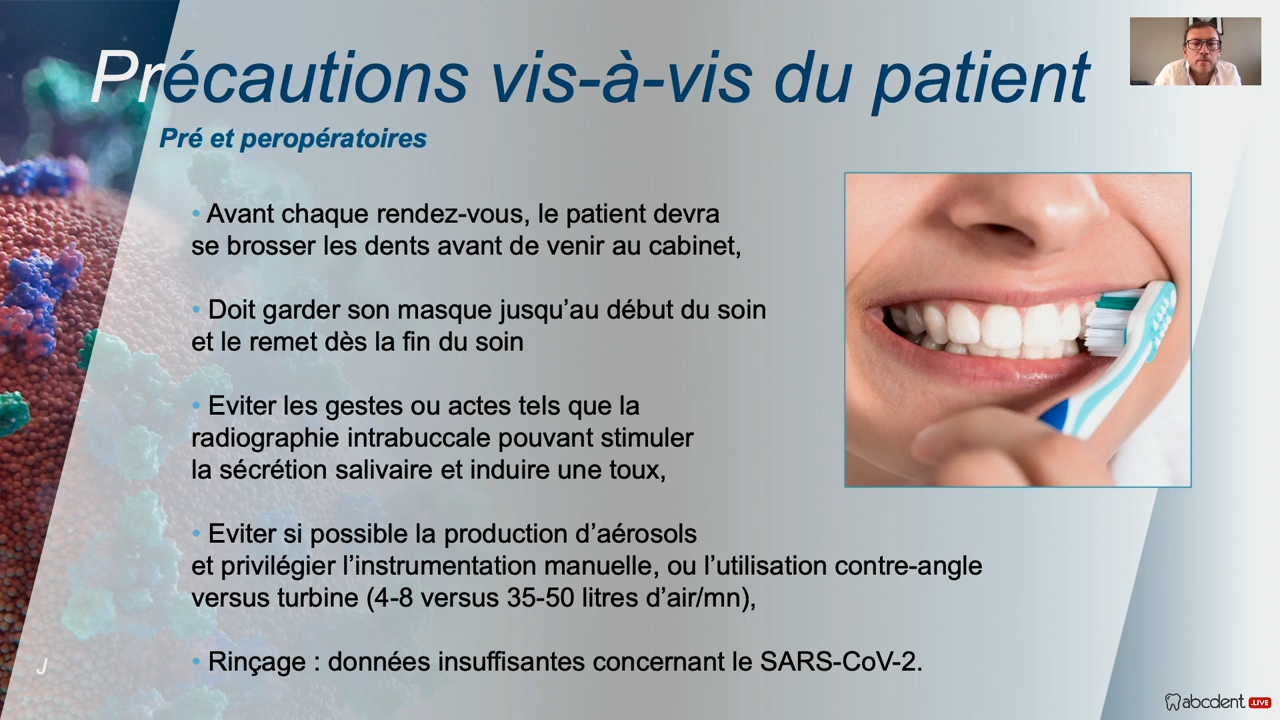 Précautions vis-à-vis du patient
Pré et peropératoires
• Avant chaque rendez-vous, le patient devra
se brosser les dents avant de venir au cabinet,
• Doit garder son masque jusqu’au début du soin
et le remet dès la fin du soin
• Eviter les gestes ou actes tels que la
radiographie intrabuccale pouvant stimuler
la sécrétion salivaire et induire une toux,
• Eviter si possible la production d’aérosols
et privilégier l’instrumentation manuelle, ou l’utilisation contre-angle
versus turbine (4-8 versus 35-50 litres d’air/mn),
• Rinçage : données insuffisantes concernant le SARS-CoV-2.
J
abcdent .LIVE